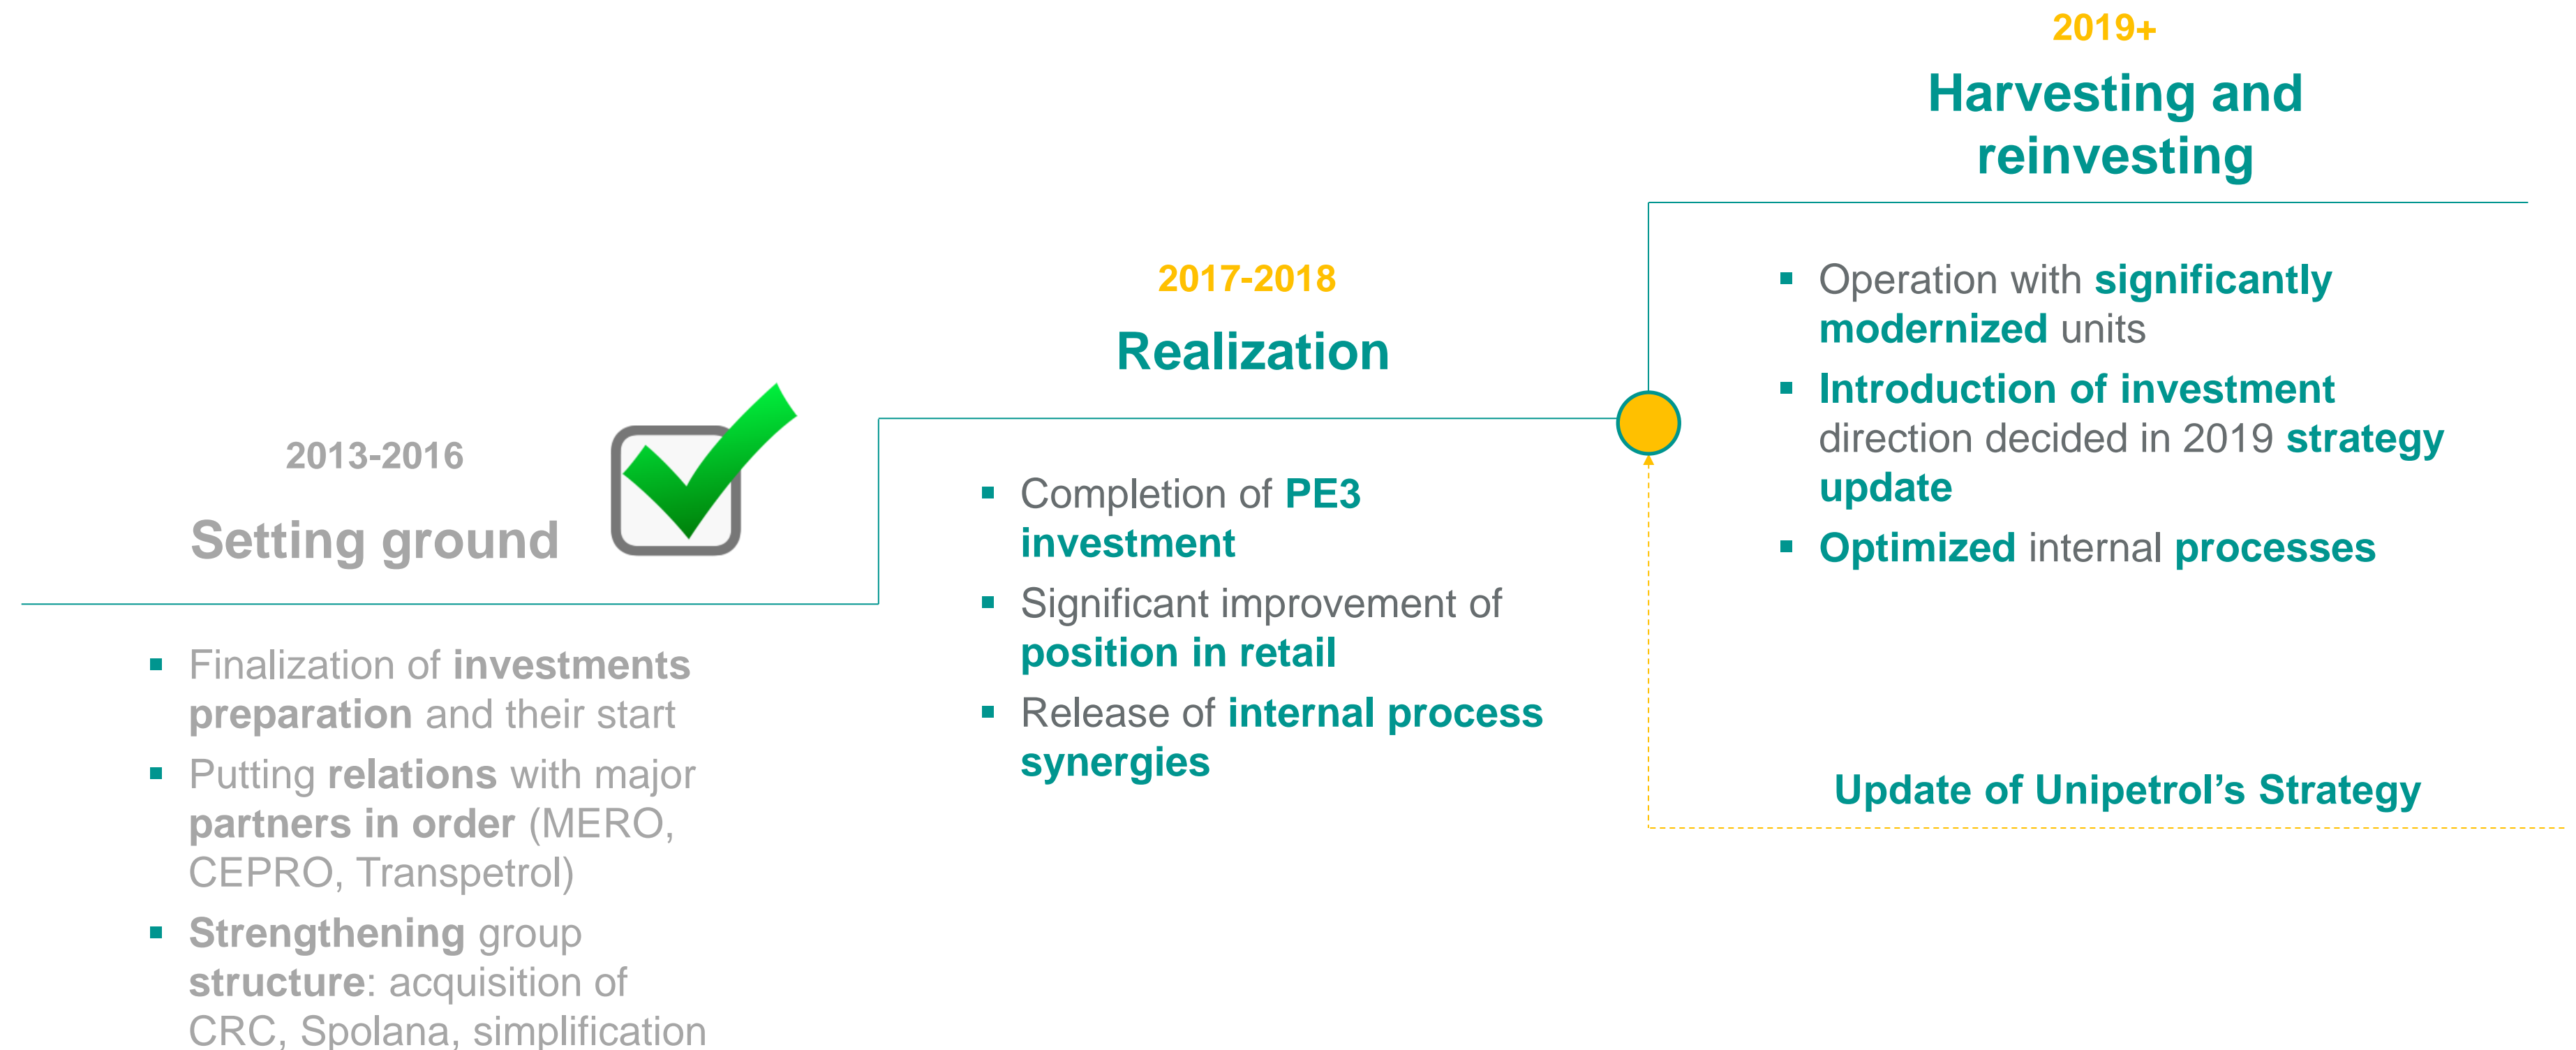 2013-2016
Setting ground
Finalization of investments
preparation and their start
Putting relations with major
partners in order (MERO,
CEPRO, Transpetrol)
Strengthening group
structure: acquisition of
CRC, Spolana, simplification
2017-2018
Realization
Completion of PE3
investment
Significant improvement of
position in retail
Release of internal process
synergies
2019+
Harvesting and
reinvesting
Operation with significantly
modernized units
Introduction of investment
direction decided in 2019 strategy
update
Optimized internal processes
Update of Unipetrol’s Strategy